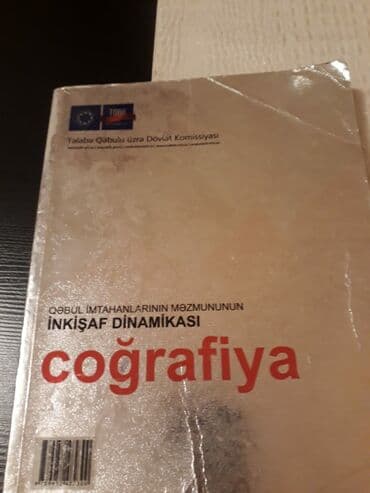 Tələbə Qəbulu üzrə Dövlət Komissiyası
QƏBUL İMTAHANLARININ MƏZMUNUNUN
İNKİŞAF DİNAMİKASI
coğrafiya